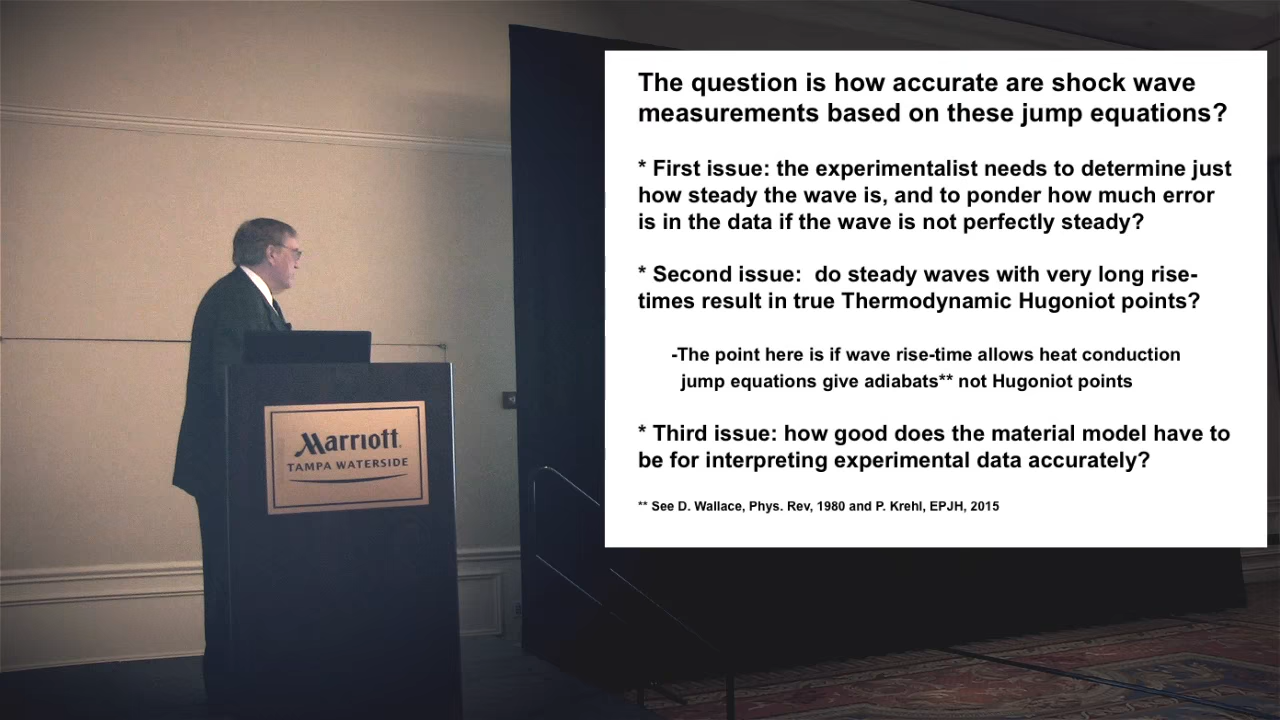 The question is how accurate are shock wave
measurements based on these jump equations?
* First issue: the experimentalist needs to determine just
how steady the wave is, and to ponder how much error
is in the data if the wave is not perfectly steady?
* Second issue:  do steady waves with very long rise-
times result in true Thermodynamic Hugoniot points?
-The point here is if wave rise-time allows heat conduction
jump equations give adiabats** not Hugoniot points
* Third issue: how good does the material model have to
be for interpreting experimental data accurately?
** See D. Wallace, Phys. Rev, 1980 and P. Krehl, EPJH, 2015
Marriott.
TAMPA WATERSIDE